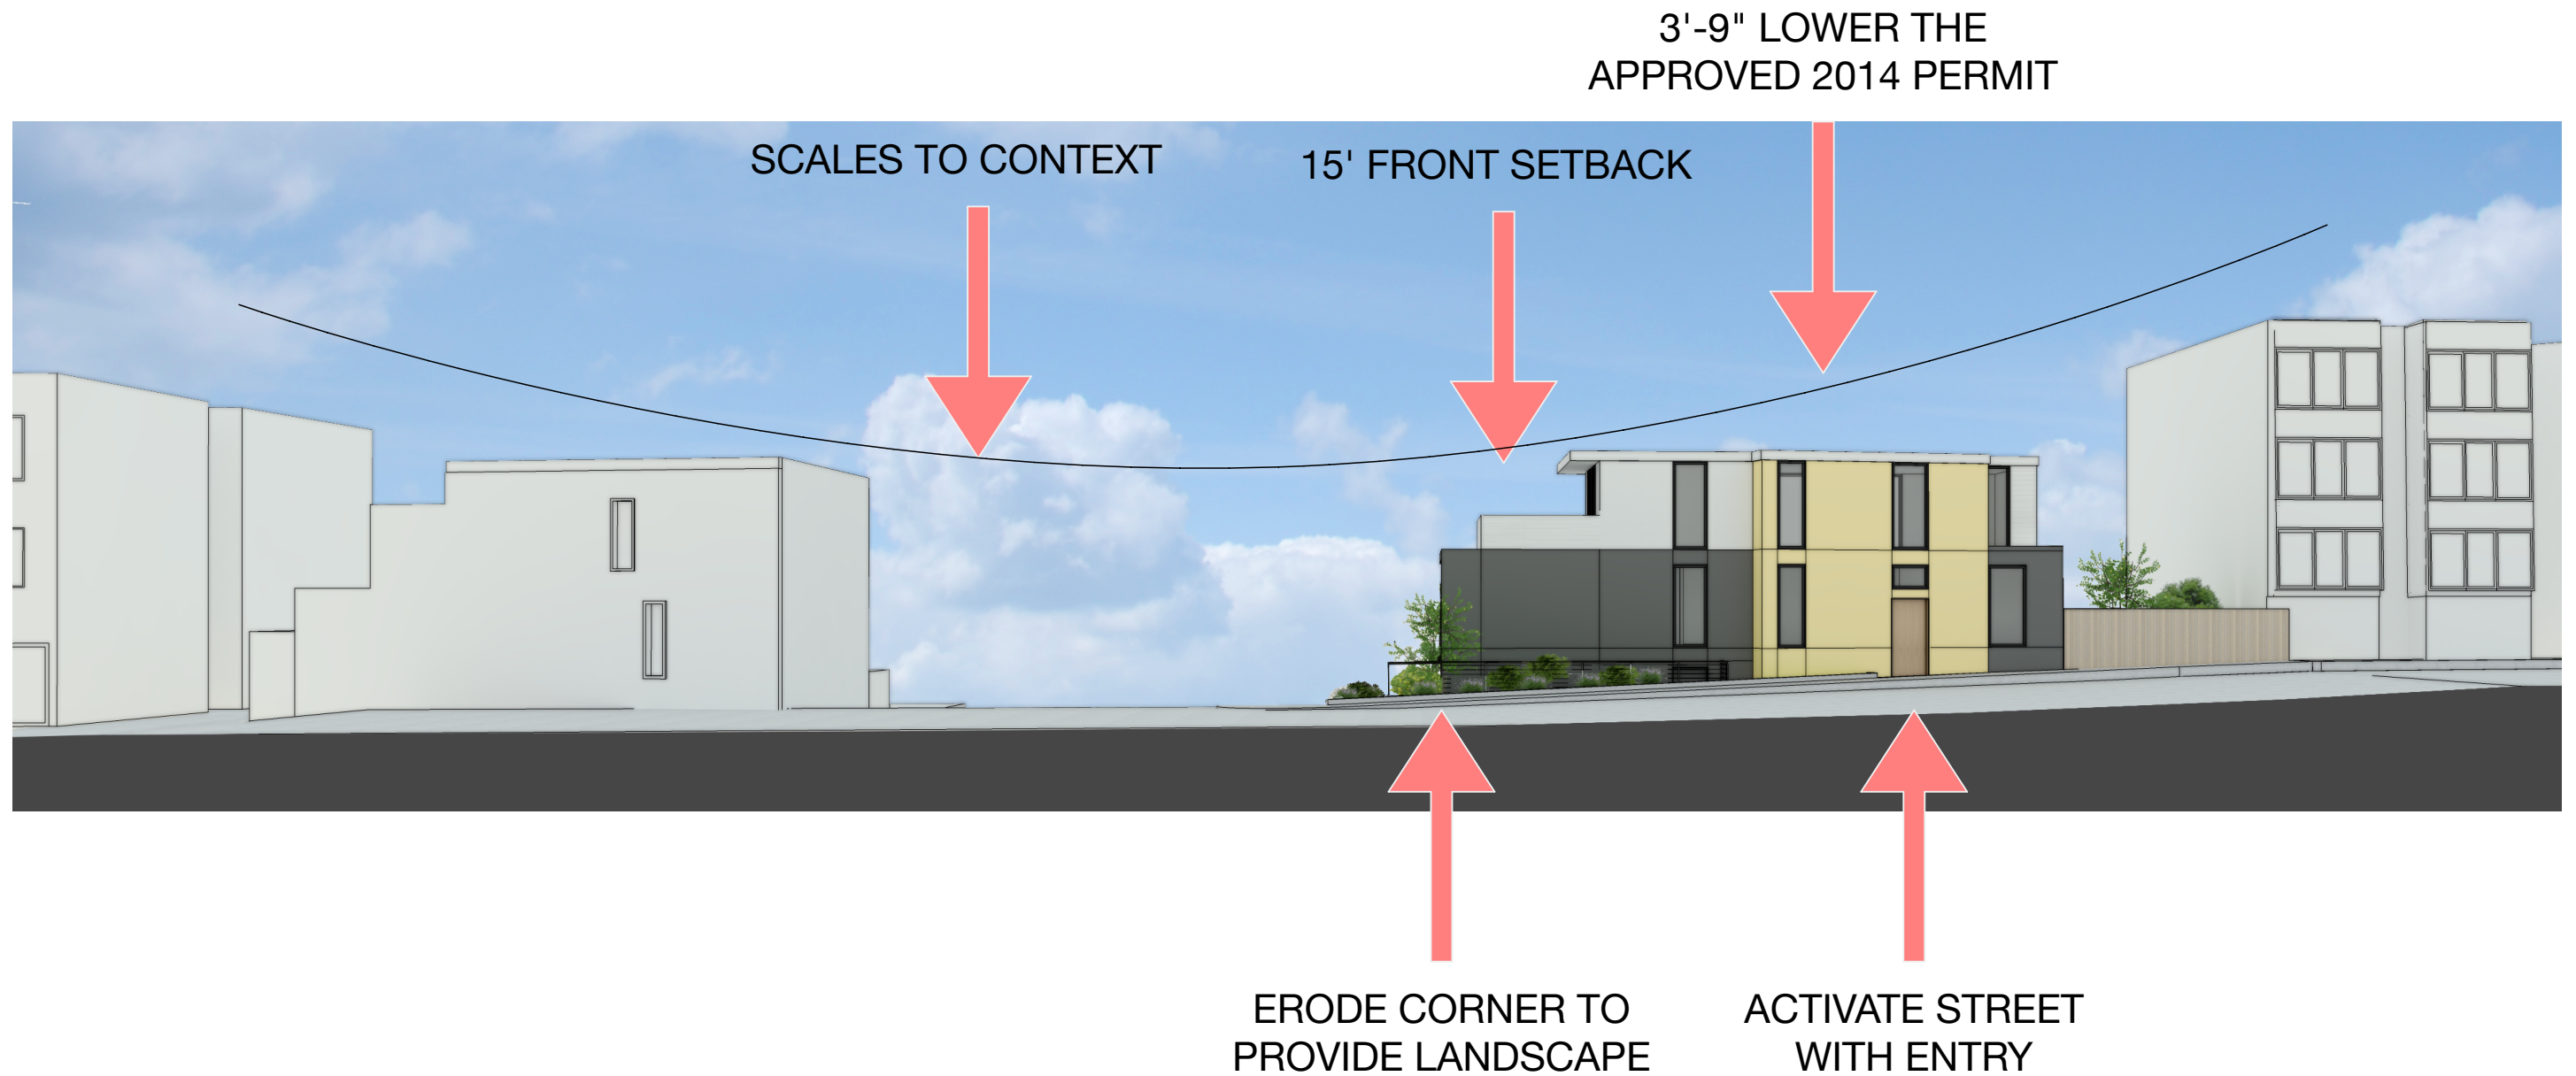 3'-9" LOWER THE
APPROVED 2014 PERMIT
SCALES TO CONTEXT
15' FRONT SETBACK
ERODE CORNER TO
PROVIDE LANDSCAPE
ACTIVATE STREET
WITH ENTRY